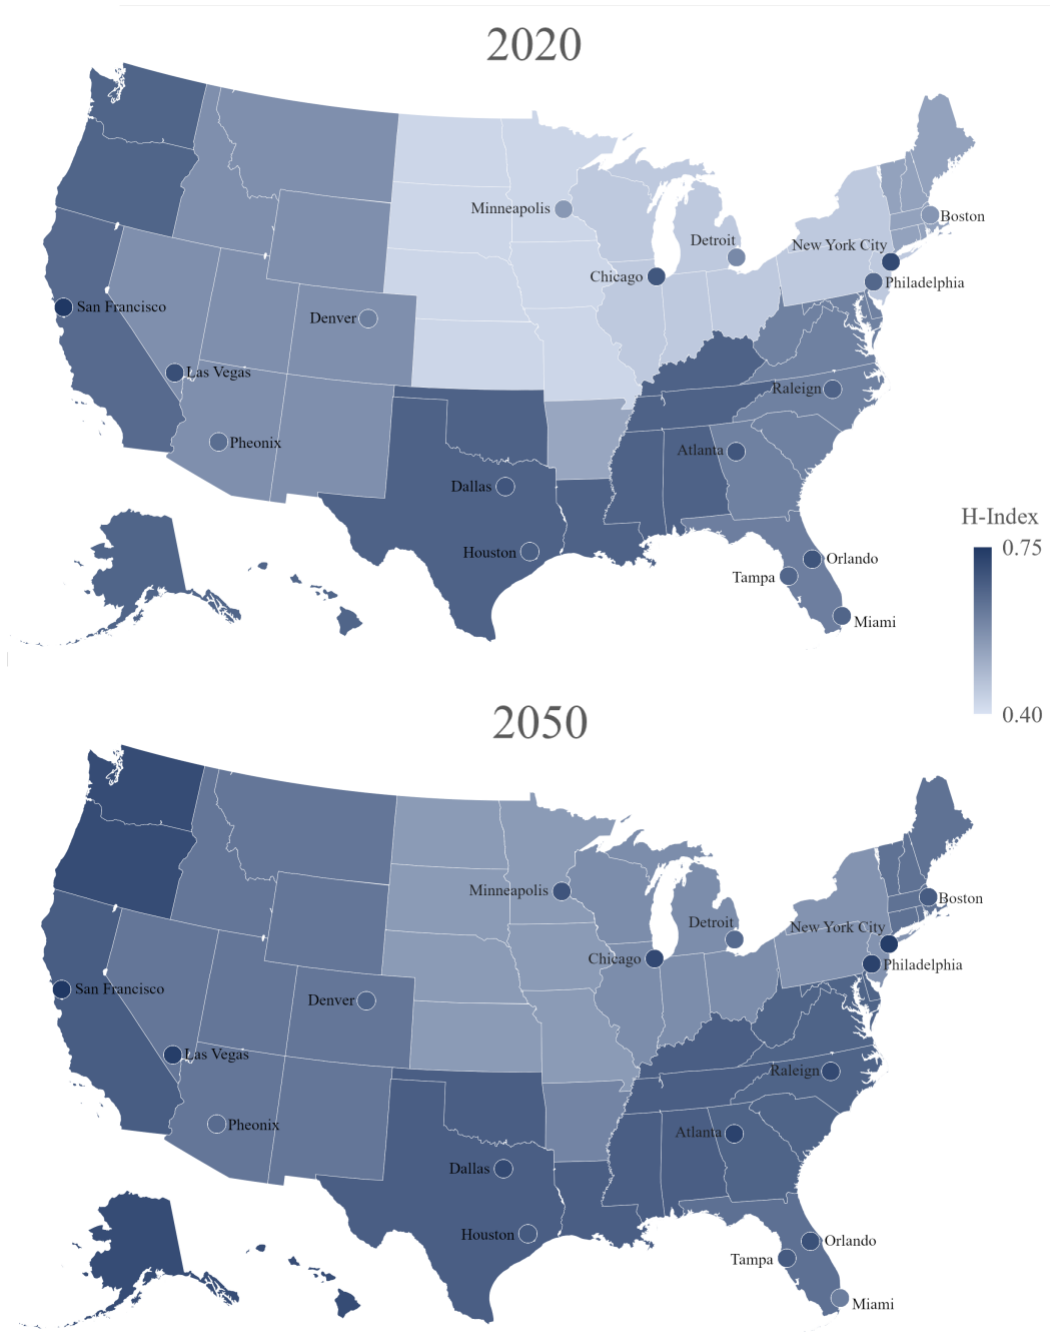 2020
Minneapolis
Boston
Detroit
New York City
Chicago
Philadelphia
San Francisco
Denver
Las Vegas
Raleign
Pheonix
Atlanta
Dallas
H-Index
0.75
Houston
Orlando
Tampa
Miami
0.40
2050
Minneapolis
Boston
Detroit
New York City
Chicago
Philadelphia
San Francisco
Denver
Las Vegas
Raleign
Pheonix
Atlanta
Dallas
Houston
Orlando
Tampa
Miami